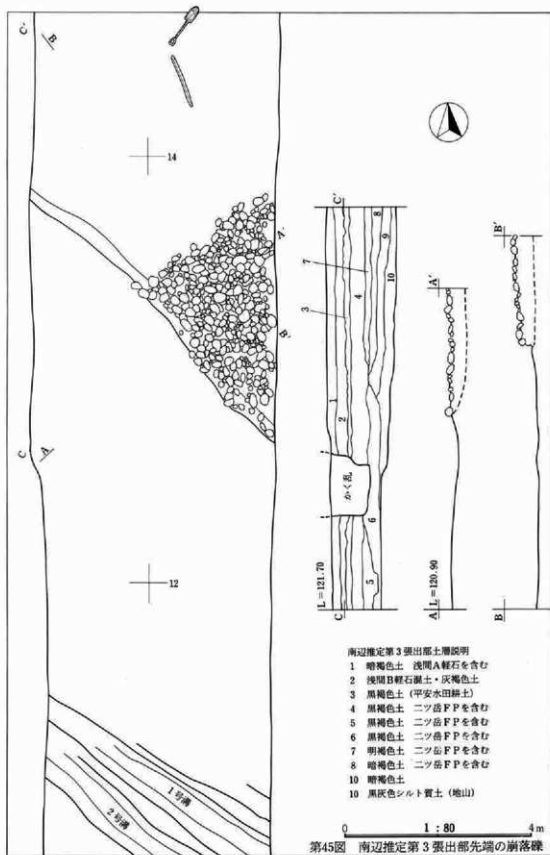 C'
B
14
A'
B'
C
A
12
1号溝
2号溝
C'
8
9
10
7
4
3
1
2
かく乱
6
5
L=121.70
C
A'
A L=120.90
B'
B
南辺推定第3張出部土層説明
1 暗褐色土 浅間A軽石を含む
2 浅間B軽石混土・灰褐色土
3 黒褐色土(平安水田耕土)
4 黒褐色土 二ツ岳FPを含む
5 黒褐色土 二ツ岳FPを含む
6 黒褐色土 二ツ岳FPを含む
7 明褐色土 二ツ岳FPを含む
8 暗褐色土 二ツ岳FPを含む
10 暗褐色土
10 黒灰色シルト質土(地山)
0 1:80 4m
第45図 南辺推定第3張出部先端の崩落礫